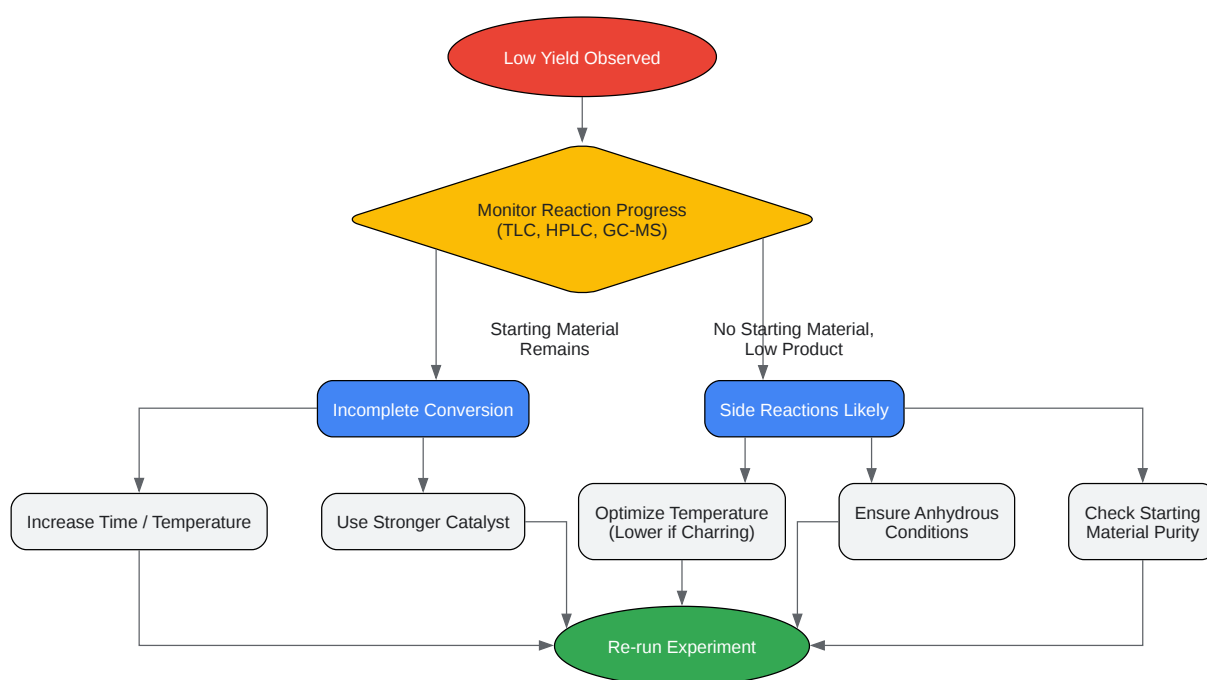 Low Yield Observed
Monitor Reaction Progress
(TLC, HPLC, GC-MS)
Starting Material
Remains
No Starting Material,
Low Product
Incomplete Conversion
Side Reactions Likely
Increase Time / Temperature
Use Stronger Catalyst
Optimize Temperature
(Lower if Charring)
Ensure Anhydrous
Conditions
Check Starting
Material Purity
Re-run Experiment